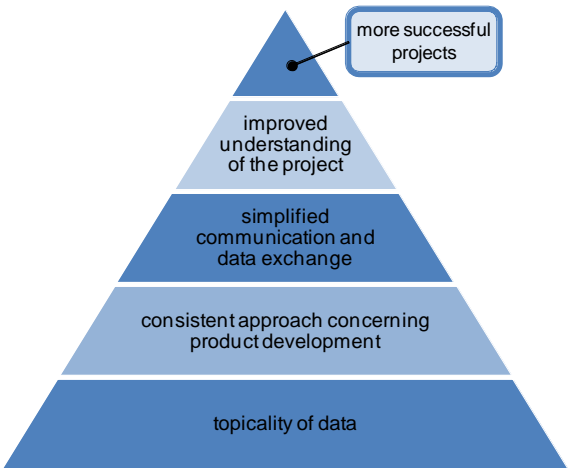 more successful
projects
improved
understanding
of the project
simplified
communication and
data exchange
consistent approach concerning
product development
topicality of data